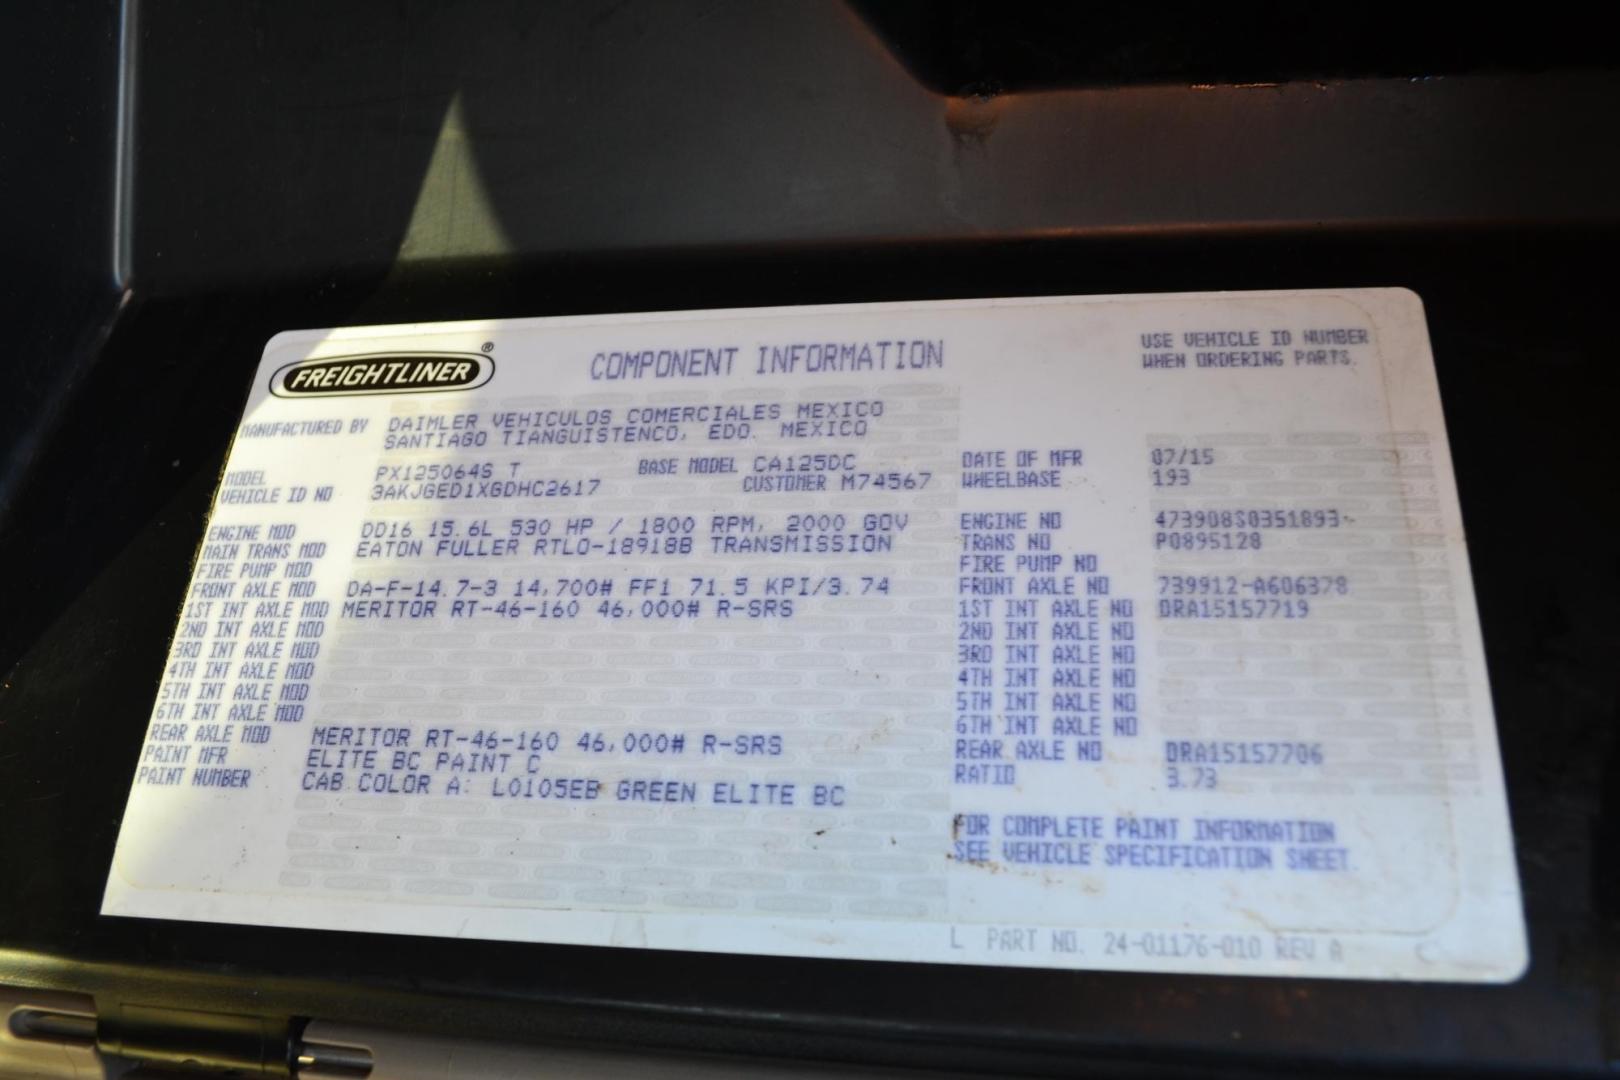 FREIGHTLINER®
COMPONENT INFORMATION
USE VEHICLE ID NUMBER
WHEN ORDERING PARTS.
MANUFACTURED BY DAIMLER VEHICULOS COMERCIALES MEXICO
SANTIAGO TIANGUISTENCO, EDO. MEXICO
MODEL PX125064S T BASE MODEL CA125DC DATE OF MFR 07/15
VEHICLE ID NO 3AKJGED1XGDHC2617 CUSTOMER M74567 WHEELBASE 193
ENGINE MOD DD16 15.6L 530 HP / 1800 RPM, 2000 GOV ENGINE NO 473908S0351893
MAIN TRANS MOD EATON FULLER RTLO-18918B TRANSMISSION TRANS NO P0895128
FIRE PUMP MOD FIRE PUMP NO
FRONT AXLE MOD DA-F-14.7-3 14,700# FF1 71.5 KPI/3.74 FRONT AXLE NO 739912-A606378
1ST INT AXLE MOD MERITOR RT-46-160 46,000# R-SRS 1ST INT AXLE NO DRA15157719
2ND INT AXLE MOD 2ND INT AXLE NO
3RD INT AXLE MOD 3RD INT AXLE NO
4TH INT AXLE MOD 4TH INT AXLE NO
5TH INT AXLE MOD 5TH INT AXLE NO
6TH INT AXLE MOD 6TH INT AXLE NO
REAR AXLE MOD MERITOR RT-46-160 46,000# R-SRS REAR AXLE NO DRA15157706
PAINT MFR ELITE BC PAINT C RATIO 3.73
PAINT NUMBER CAB COLOR A: L0105EB GREEN ELITE BC
FOR COMPLETE PAINT INFORMATION
SEE VEHICLE SPECIFICATION SHEET.
L PART NO. 24-01176-010 REV A